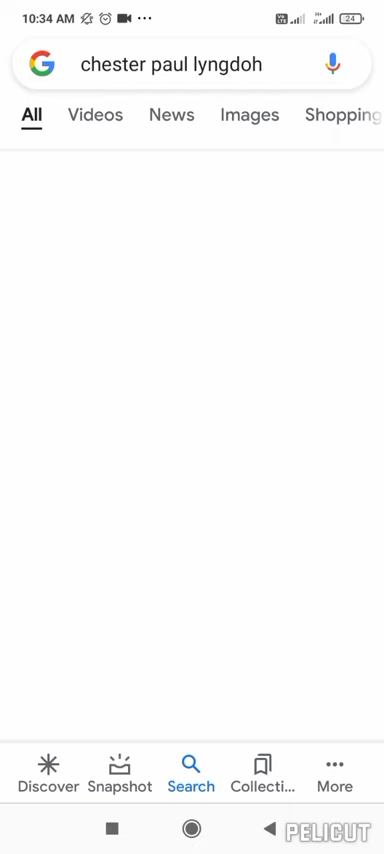 10:34 AM
24
chester paul lyngdoh
All Videos News Images Shopping
Discover Snapshot Search Collecti... More
PELICUT